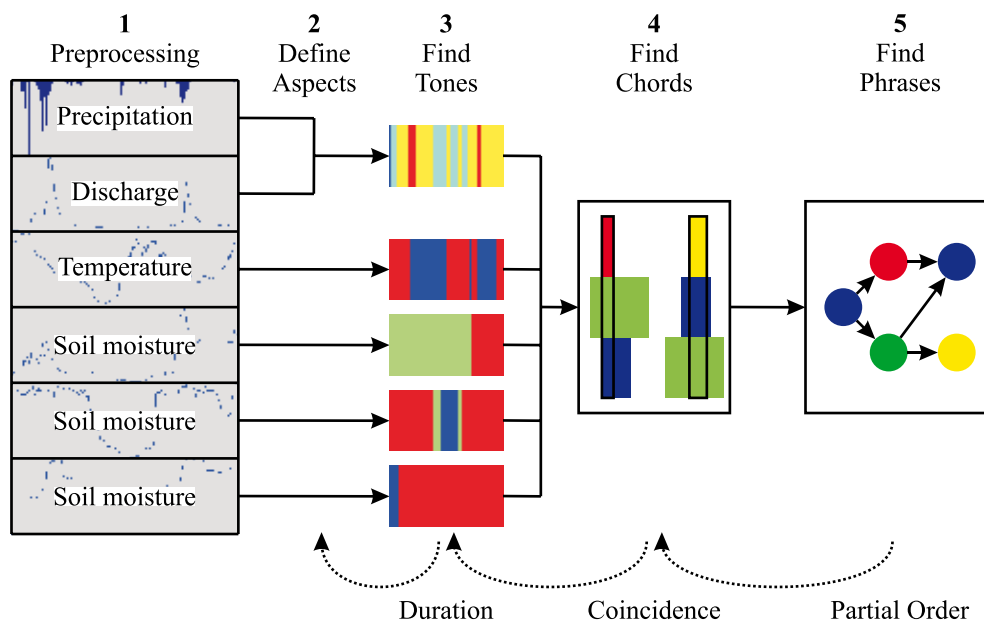 1
Preprocessing
2
Define
Aspects
3
Find
Tones
4
Find
Chords
5
Find
Phrases
Precipitation
Discharge
Temperature
Soil moisture
Soil moisture
Soil moisture
Duration
Coincidence
Partial Order